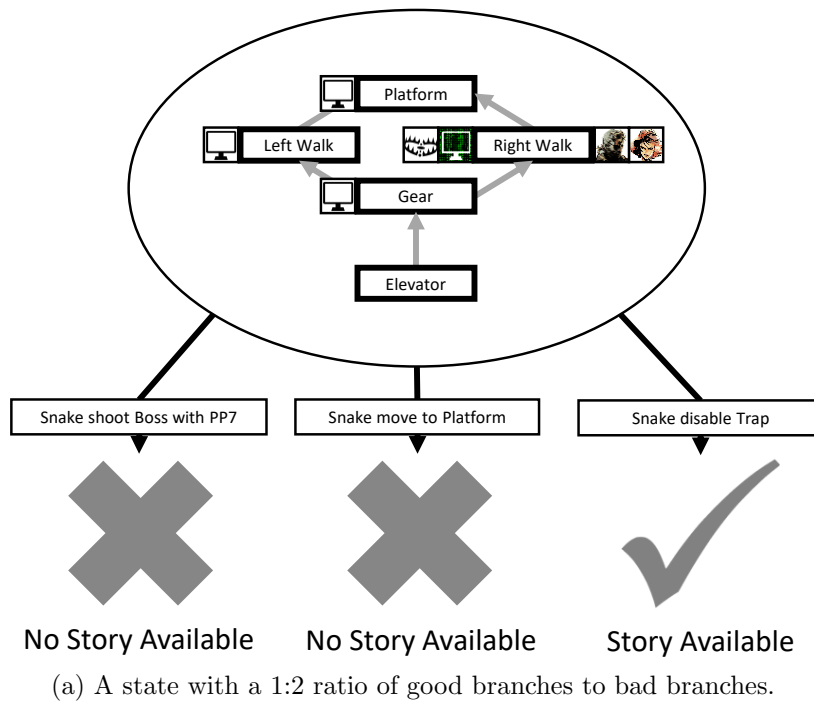 Platform
Left Walk
Right Walk
Gear
Elevator
Snake shoot Boss with PP7
Snake move to Platform
Snake disable Trap
No Story Available
No Story Available
Story Available
(a) A state with a 1:2 ratio of good branches to bad branches.